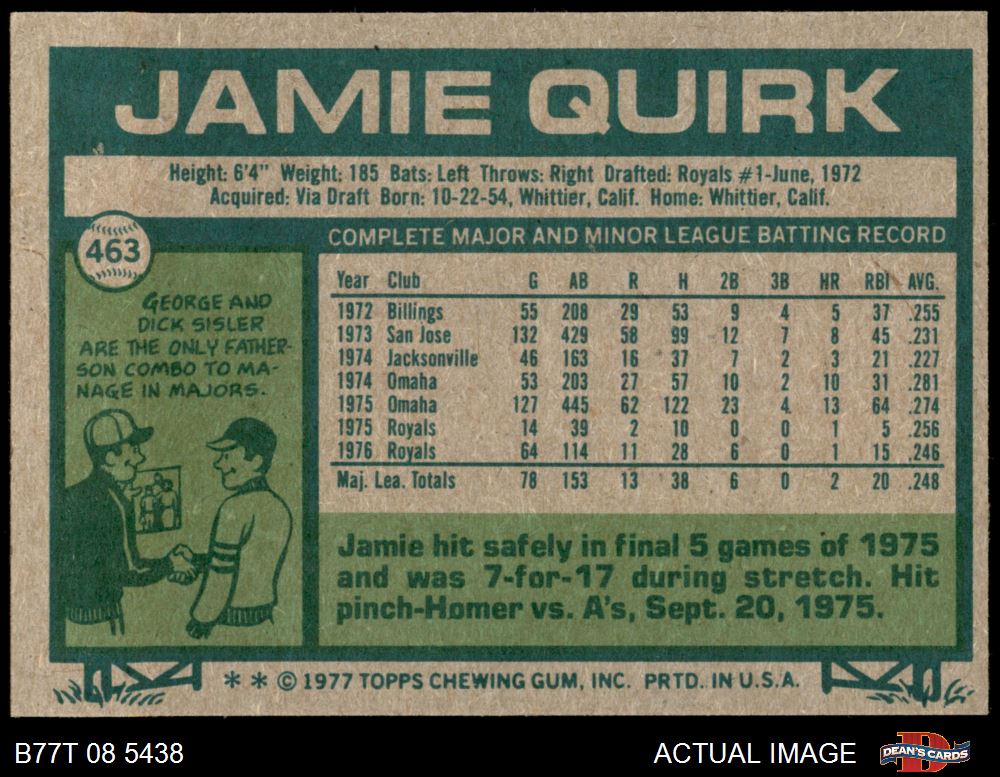 JAMIE QUIRK
Height: 6'4" Weight: 185 Bats: Left Throws: Right Drafted: Royals #1-June, 1972
Acquired: Via Draft Born: 10-22-54, Whittier, Calif. Home: Whittier, Calif.
463
GEORGE AND
DICK SISLER
ARE THE ONLY FATHER-
SON COMBO TO MA-
NAGE IN MAJORS.
COMPLETE MAJOR AND MINOR LEAGUE BATTING RECORD
Year Club G AB R H 2B 3B HR RBI AVG.
1972 Billings 55 208 29 53 9 4 5 37 .255
1973 San Jose 132 429 58 99 12 7 8 45 .231
1974 Jacksonville 46 163 16 37 7 2 3 21 .227
1974 Omaha 53 203 27 57 10 2 10 31 .281
1975 Omaha 127 445 62 122 23 4 13 64 .274
1975 Royals 14 39 2 10 0 0 1 5 .256
1976 Royals 64 114 11 28 6 0 1 15 .246
Maj. Lea. Totals 78 153 13 38 6 0 2 20 .248
Jamie hit safely in final 5 games of 1975
and was 7-for-17 during stretch. Hit
pinch-Homer vs. A's, Sept. 20, 1975.
* * © 1977 TOPPS CHEWING GUM, INC. PRTD. IN U.S.A.
B77T 08 5438
ACTUAL IMAGE
D
DEAN'S CARDS